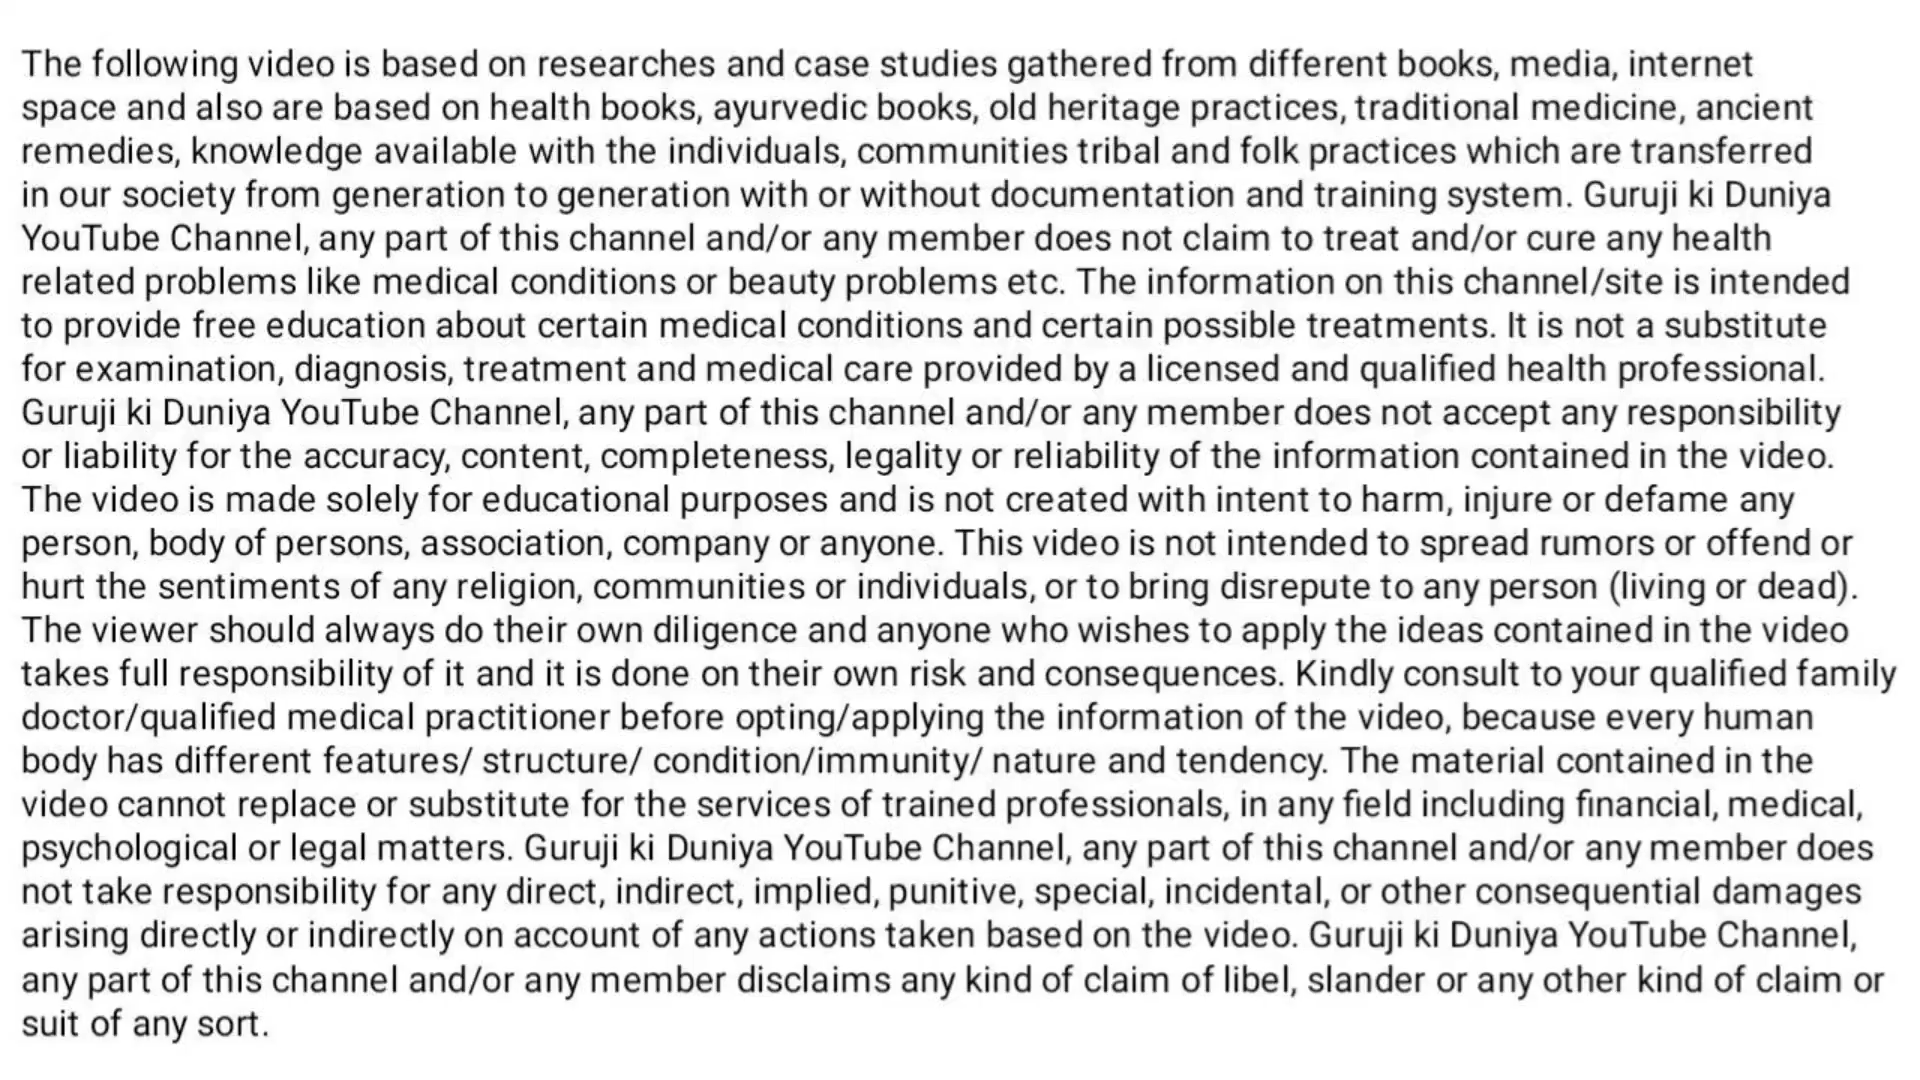 The following video is based on researches and case studies gathered from different books, media, internet
space and also are based on health books, ayurvedic books, old heritage practices, traditional medicine, ancient
remedies, knowledge available with the individuals, communities tribal and folk practices which are transferred
in our society from generation to generation with or without documentation and training system. Guruji ki Duniya
YouTube Channel, any part of this channel and/or any member does not claim to treat and/or cure any health
related problems like medical conditions or beauty problems etc. The information on this channel/site is intended
to provide free education about certain medical conditions and certain possible treatments. It is not a substitute
for examination, diagnosis, treatment and medical care provided by a licensed and qualified health professional.
Guruji ki Duniya YouTube Channel, any part of this channel and/or any member does not accept any responsibility
or liability for the accuracy, content, completeness, legality or reliability of the information contained in the video.
The video is made solely for educational purposes and is not created with intent to harm, injure or defame any
person, body of persons, association, company or anyone. This video is not intended to spread rumors or offend or
hurt the sentiments of any religion, communities or individuals, or to bring disrepute to any person (living or dead).
The viewer should always do their own diligence and anyone who wishes to apply the ideas contained in the video
takes full responsibility of it and it is done on their own risk and consequences. Kindly consult to your qualified family
doctor/qualified medical practitioner before opting/applying the information of the video, because every human
body has different features/ structure/ condition/immunity/ nature and tendency. The material contained in the
video cannot replace or substitute for the services of trained professionals, in any field including financial, medical,
psychological or legal matters. Guruji ki Duniya YouTube Channel, any part of this channel and/or any member does
not take responsibility for any direct, indirect, implied, punitive, special, incidental, or other consequential damages
arising directly or indirectly on account of any actions taken based on the video. Guruji ki Duniya YouTube Channel,
any part of this channel and/or any member disclaims any kind of claim of libel, slander or any other kind of claim or
suit of any sort.